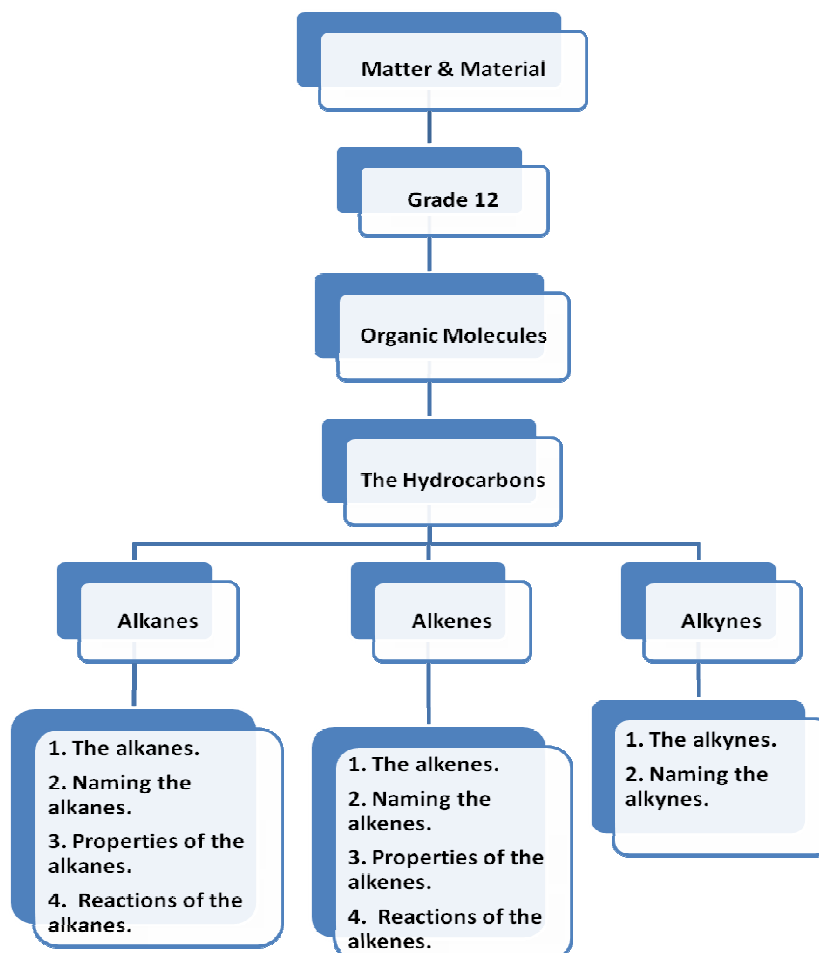 Matter & Material
Grade 12
Organic Molecules
The Hydrocarbons
Alkanes
Alkenes
Alkynes
1. The alkanes.
2. Naming the
alkanes.
3. Properties of the
alkanes.
4. Reactions of the
alkanes.
1. The alkenes.
2. Naming the
alkenes.
3. Properties of the
alkenes.
4. Reactions of the
alkenes.
1. The alkynes.
2. Naming the
alkynes.